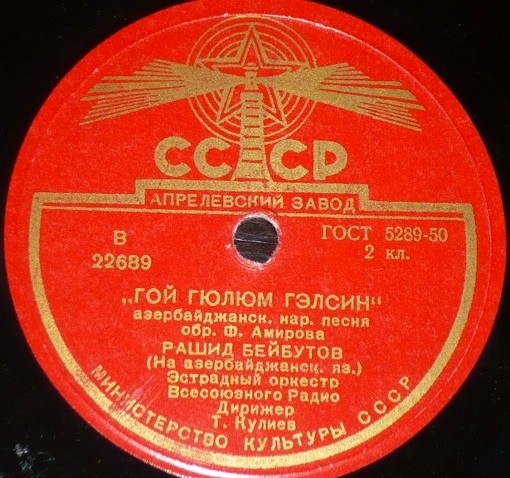 СССР
АПРЕЛЕВСКИЙ ЗАВОД
В
22689
ГОСТ 5289-50
2 кл.
„ГОЙ ГЮЛЮМ ГЭЛСИН“
азербайджанск. нар. песня
обр. Ф. Амирова
РАШИД БЕЙБУТОВ
(На азербайджанск. яз.)
Эстрадный оркестр
Всесоюзного Радио
Дирижер
Т. Кулиев
МИНИСТЕРСТВО КУЛЬТУРЫ СССР